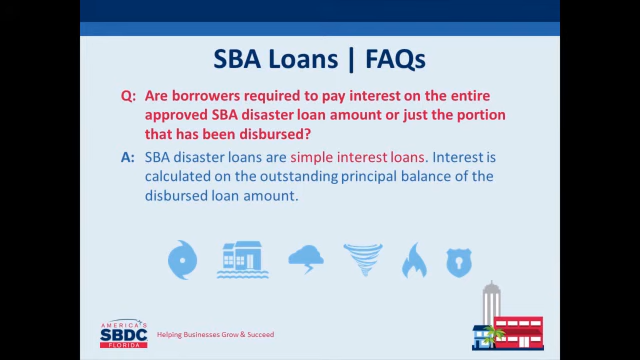 SBA Loans | FAQs
Q: Are borrowers required to pay interest on the entire
approved SBA disaster loan amount or just the portion
that has been disbursed?
A: SBA disaster loans are simple interest loans. Interest is
calculated on the outstanding principal balance of the
disbursed loan amount.
AMERICA'S
SBDC
FLORIDA
Helping Businesses Grow & Succeed